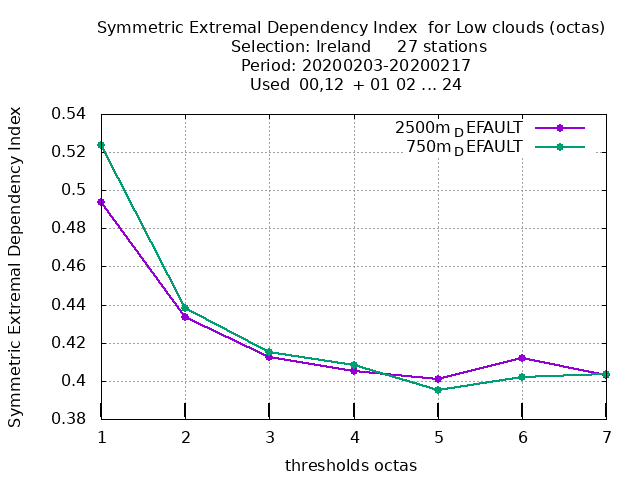 Symmetric Extremal Dependency Index  for Low clouds (octas)
Selection: Ireland     27 stations
Period: 20200203-20200217
Used  00,12  + 01 02 ... 24
Symmetric Extremal Dependency Index
0.54
0.52
0.5
0.48
0.46
0.44
0.42
0.4
0.38
2500m_DEFAULT
750m_DEFAULT
1 2 3 4 5 6 7
thresholds octas